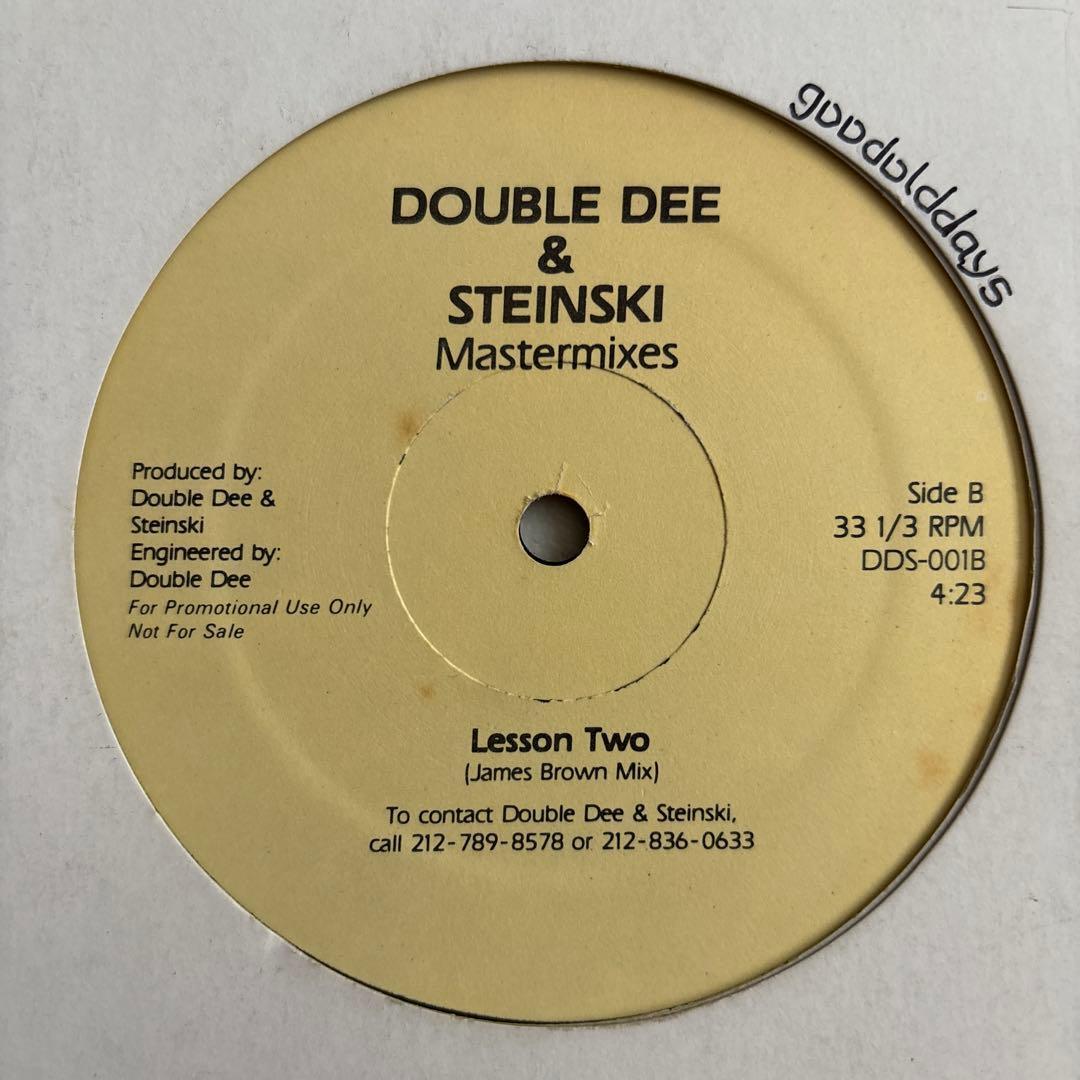 gooddolddays
DOUBLE DEE
&
STEINSKI
Mastermixes
Produced by:
Double Dee &
Steinski
Engineered by:
Double Dee
For Promotional Use Only
Not For Sale
Side B
33 1/3 RPM
DDS-001B
4:23
Lesson Two
(James Brown Mix)
To contact Double Dee & Steinski,
call 212-789-8578 or 212-836-0633